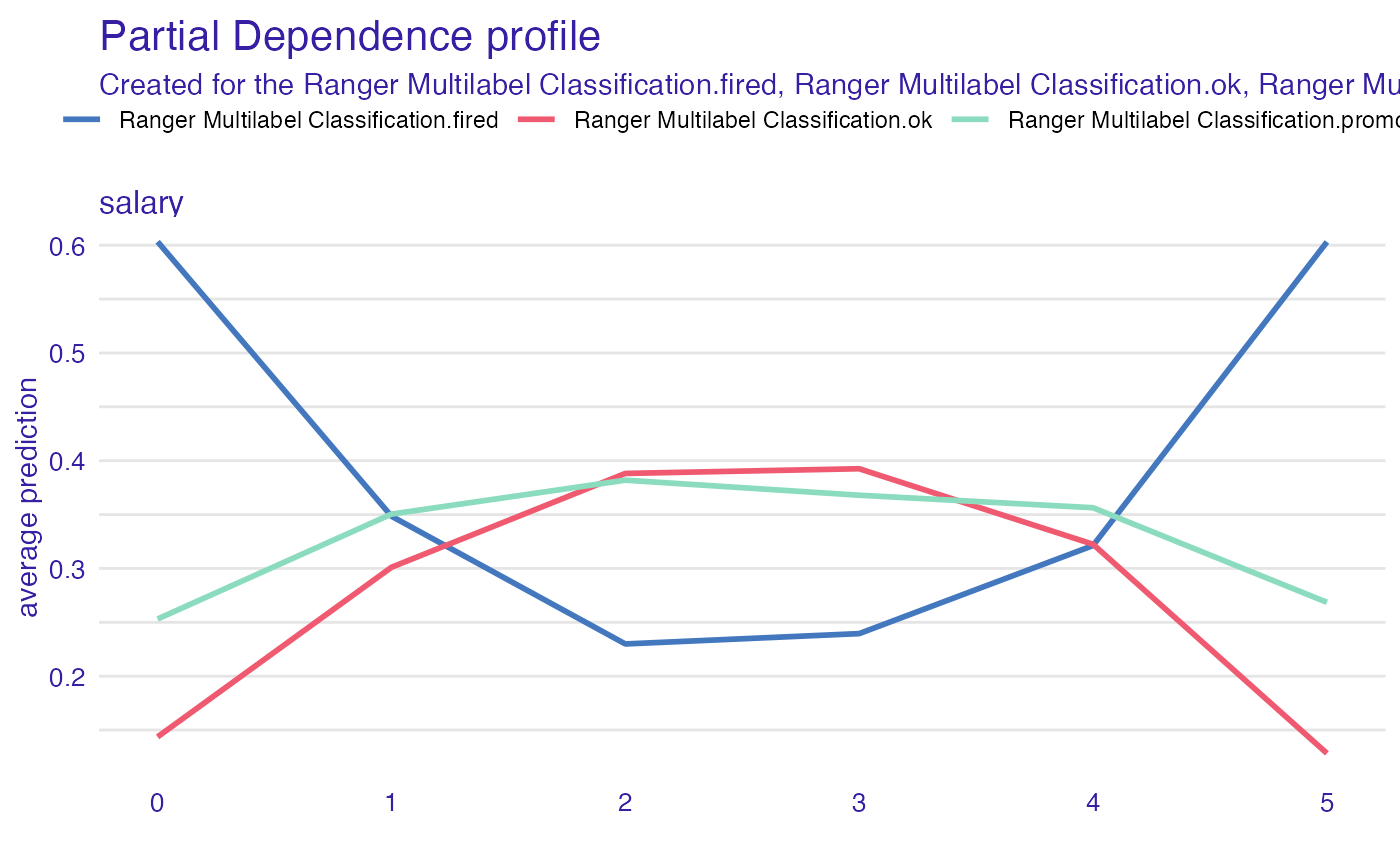 Partial Dependence profile
Created for the Ranger Multilabel Classification.fired, Ranger Multilabel Classification.ok, Ranger
Ranger Multilabel Classification.fired Ranger Multilabel Classification.ok Ranger Multilabel
salary
average prediction
0.6
0.5
0.4
0.3
0.2
0 1 2 3 4 5